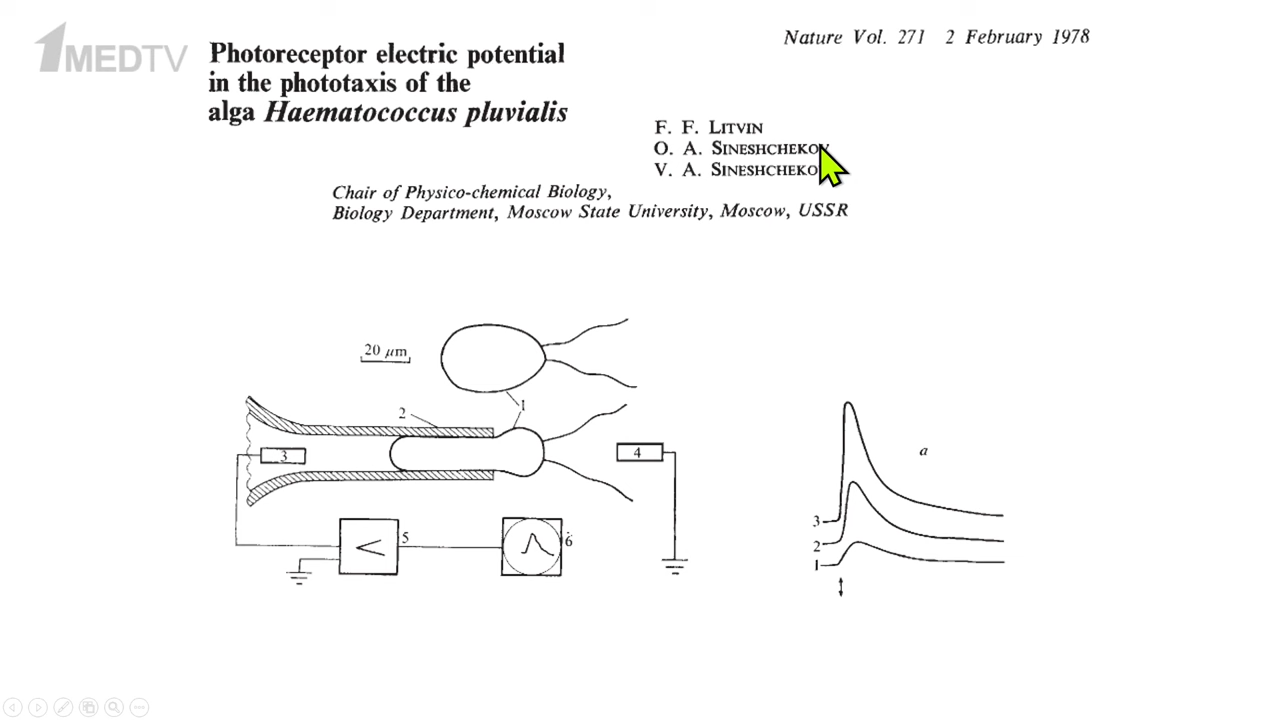 1MEDTV
Nature Vol. 271 2 February 1978
Photoreceptor electric potential
in the phototaxis of the
alga Haematococcus pluvialis
F. F. LITVIN
O. A. SINESHCHEKOV
V. A. SINESHCHEKO
Chair of Physico-chemical Biology,
Biology Department, Moscow State University, Moscow, USSR
20 μm
1
2
3
4
5
6
a
3
2
1